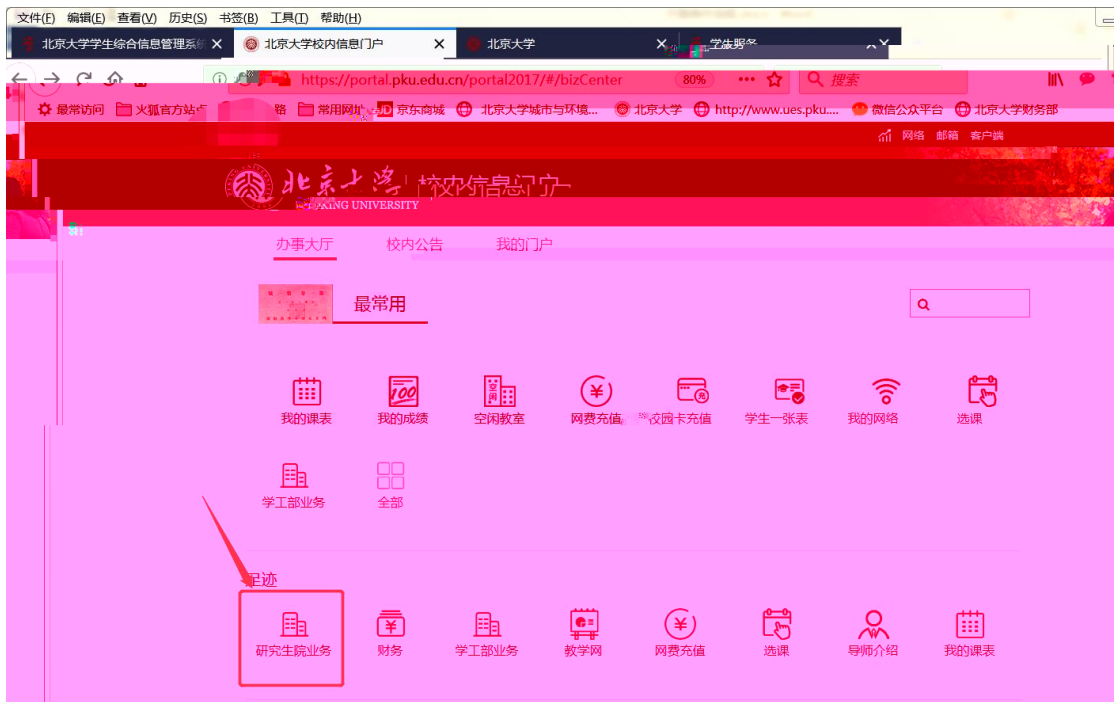 文件(F) 编辑(E) 查看(V) 历史(S) 书签(B) 工具(T) 帮助(H)
北京大学学生综合信息管理系统 北京大学校内信息门户 北京大学 学生服务
https://portal.pku.edu.cn/portal2017/#/bizCenter 80% 搜索
最常访问 火狐官方站点 常用网址 JD 京东商城 北京大学城市与环境... 北京大学 http://www.ues.pku.... 微信公众平台 北京大学财务部
网络 邮箱 客户端
北京大学 校内信息门户
PEKING UNIVERSITY
办事大厅 校内公告 我的门户
最常用
我的课表 我的成绩 空闲教室 网费充值 校园卡充值 学生一张表 我的网络 选课
学工部业务 全部
足迹
研究生院业务 财务 学工部业务 教学网 网费充值 选课 导师介绍 我的课表